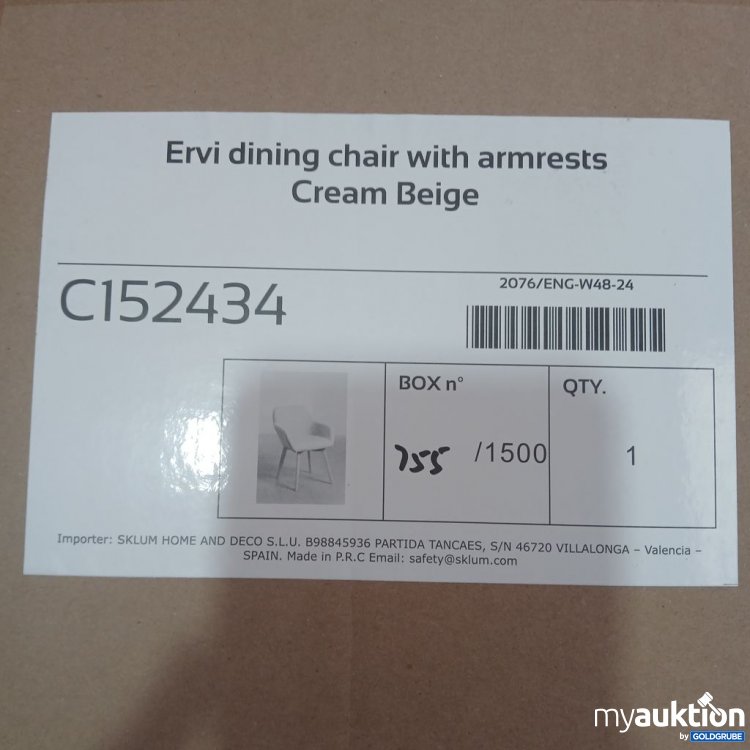 Ervi dining chair with armrests
Cream Beige
C152434
2076/ENG-W48-24
BOX n°
QTY.
755 /1500
1
Importer: SKLUM HOME AND DECO S.L.U. B98845936 PARTIDA TANCAES, S/N 46720 VILLALONGA – Valencia –
SPAIN. Made in P.R.C Email: safety@sklum.com
myauktion
by GOLDGRUBE